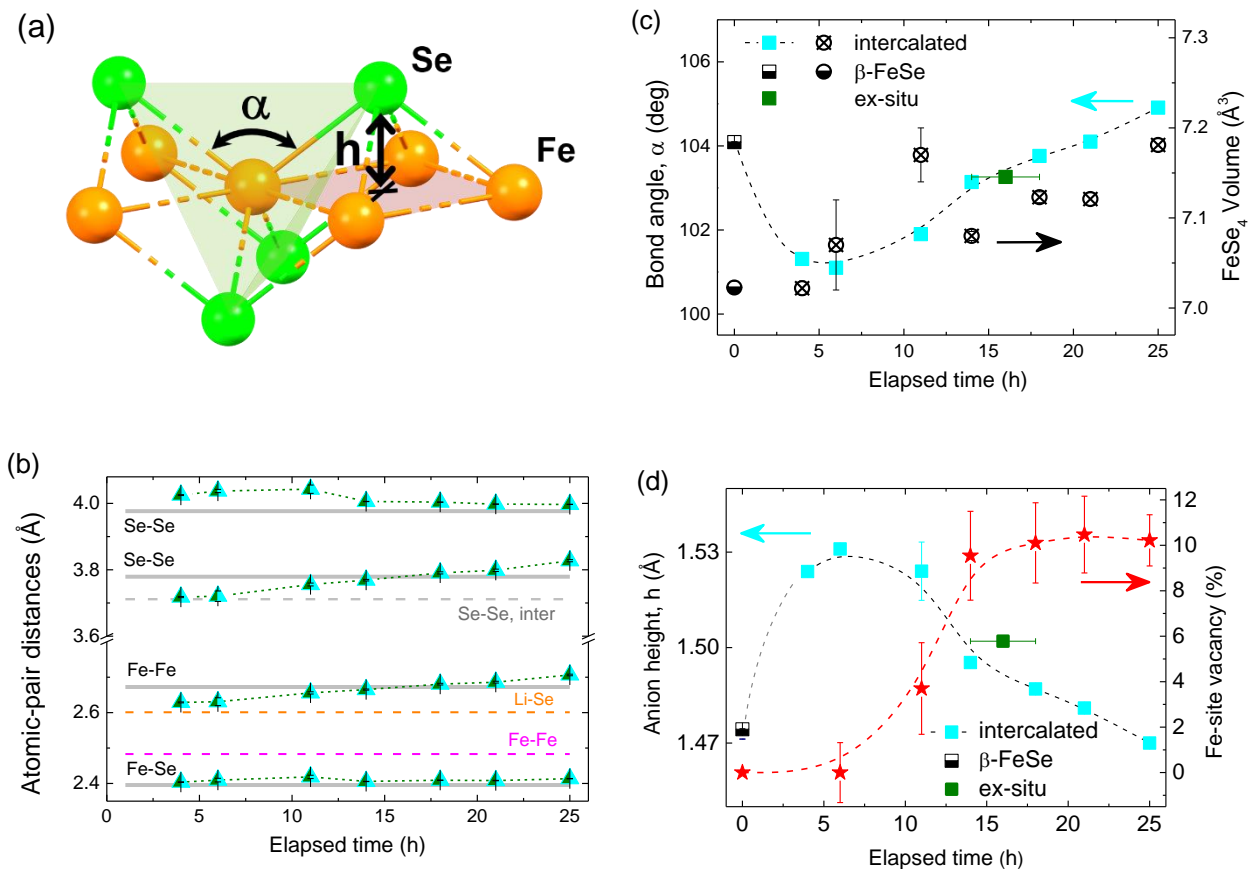 (a)
Se
α
h
Fe
(c)
106
104
102
100
Bond angle, α (deg)
intercalated
β-FeSe
ex-situ
7.3
7.2
7.1
7.0
FeSe4 Volume (Å3)
0 5 10 15 20 25
Elapsed time (h)
(b)
4.0
3.8
3.6
2.6
2.4
Atomic-pair distances (Å)
Se-Se
Se-Se
Se-Se, inter
Fe-Fe
Li-Se
Fe-Fe
Fe-Se
0 5 10 15 20 25
Elapsed time (h)
(d)
1.53
1.50
1.47
Anion height, h (Å)
intercalated
β-FeSe
ex-situ
12
10
8
6
4
2
0
Fe-site vacancy (%)
0 5 10 15 20 25
Elapsed time (h)